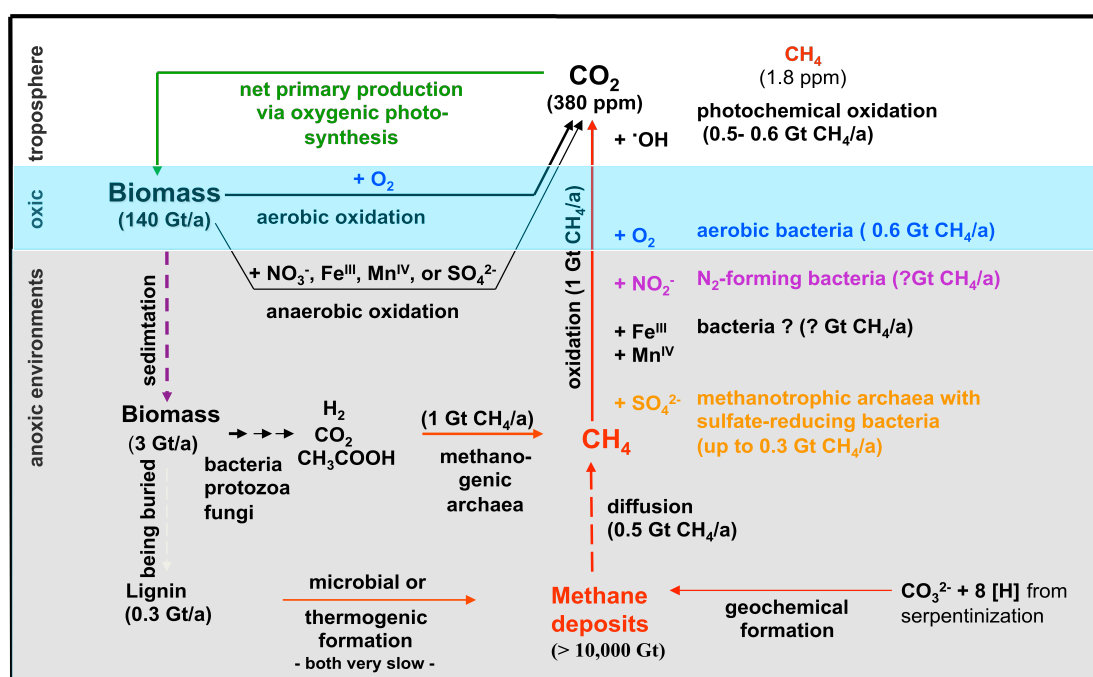 troposphere
oxic
anoxic environments
CO₂
(380 ppm)
net primary production
via oxygenic photo-
synthesis
CH₄
(1.8 ppm)
+ ˙OH
photochemical oxidation
(0.5- 0.6 Gt CH₄/a)
Biomass
(140 Gt/a)
+ O₂
aerobic oxidation
+ NO₃⁻, Feᴵᴵᴵ, Mnᴵⱽ, or SO₄²⁻
anaerobic oxidation
oxidation (1 Gt CH₄/a)
+ O₂
aerobic bacteria ( 0.6 Gt CH₄/a)
+ NO₂⁻
N₂-forming bacteria (?Gt CH₄/a)
+ Feᴵᴵᴵ
+ Mnᴵⱽ
bacteria ? (? Gt CH₄/a)
+ SO₄²⁻
methanotrophic archaea with
sulfate-reducing bacteria
(up to 0.3 Gt CH₄/a)
sedimtation
Biomass
(3 Gt/a)
bacteria
protozoa
fungi
H₂
CO₂
CH₃COOH
(1 Gt CH₄/a)
methano-
genic
archaea
CH₄
diffusion
(0.5 Gt CH₄/a)
being buried
Lignin
(0.3 Gt/a)
microbial or
thermogenic
formation
- both very slow -
Methane
deposits
(> 10,000 Gt)
geochemical
formation
CO₃²⁻ + 8 [H] from
serpentinization